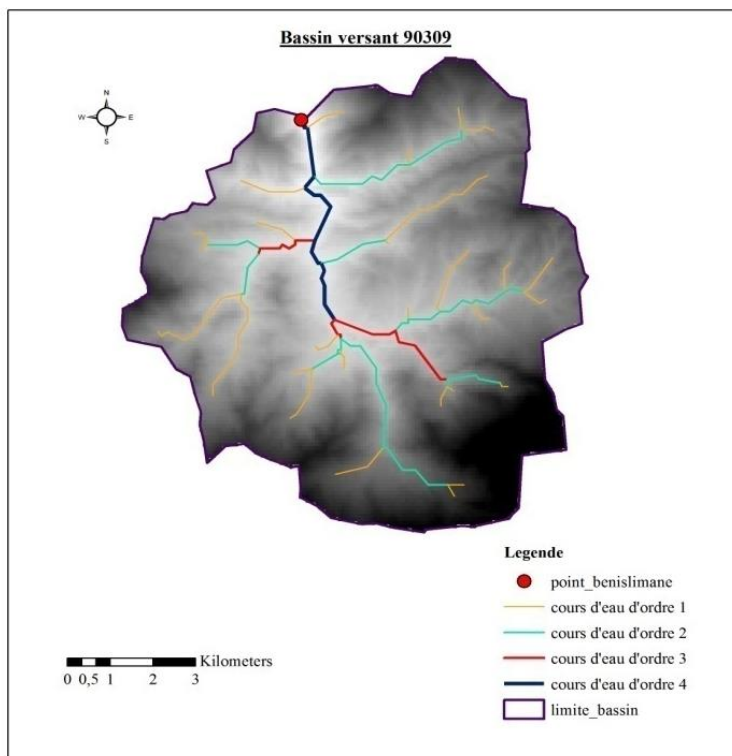 Bassin versant 90309
N
W E
S
Legende
point_benislimane
cours d'eau d'ordre 1
cours d'eau d'ordre 2
cours d'eau d'ordre 3
cours d'eau d'ordre 4
limite_bassin
Kilometers
0 0,5 1 2 3